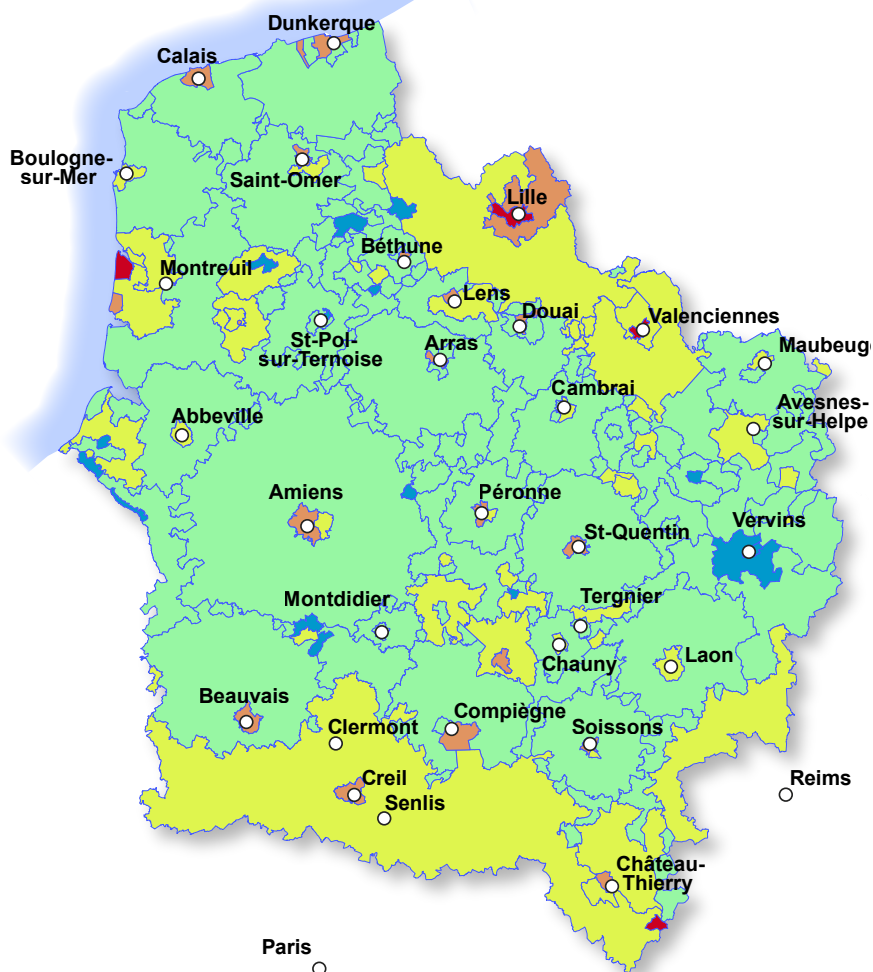 Dunkerque
Calais
Boulogne-
sur-Mer
Saint-Omer
Lille
Béthune
Montreuil
Lens
Douai
Valenciennes
St-Pol-
sur-Ternoise
Arras
Maubeuge
Cambrai
Avesnes-
sur-Helpe
Abbeville
Amiens
Péronne
St-Quentin
Vervins
Montdidier
Tergnier
Chauny
Laon
Beauvais
Compiègne
Clermont
Soissons
Creil
Senlis
Reims
Château-
Thierry
Paris